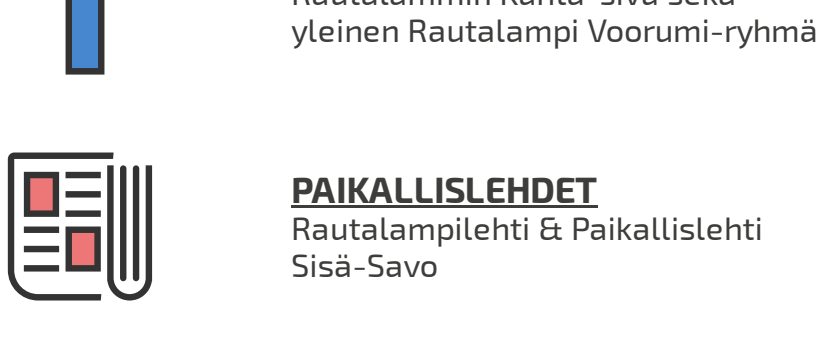 yleinen Rautalampi Voorumi-ryhmä
PAIKALLISLEHDET
Rautalampilehti & Paikallislehti
Sisä-Savo